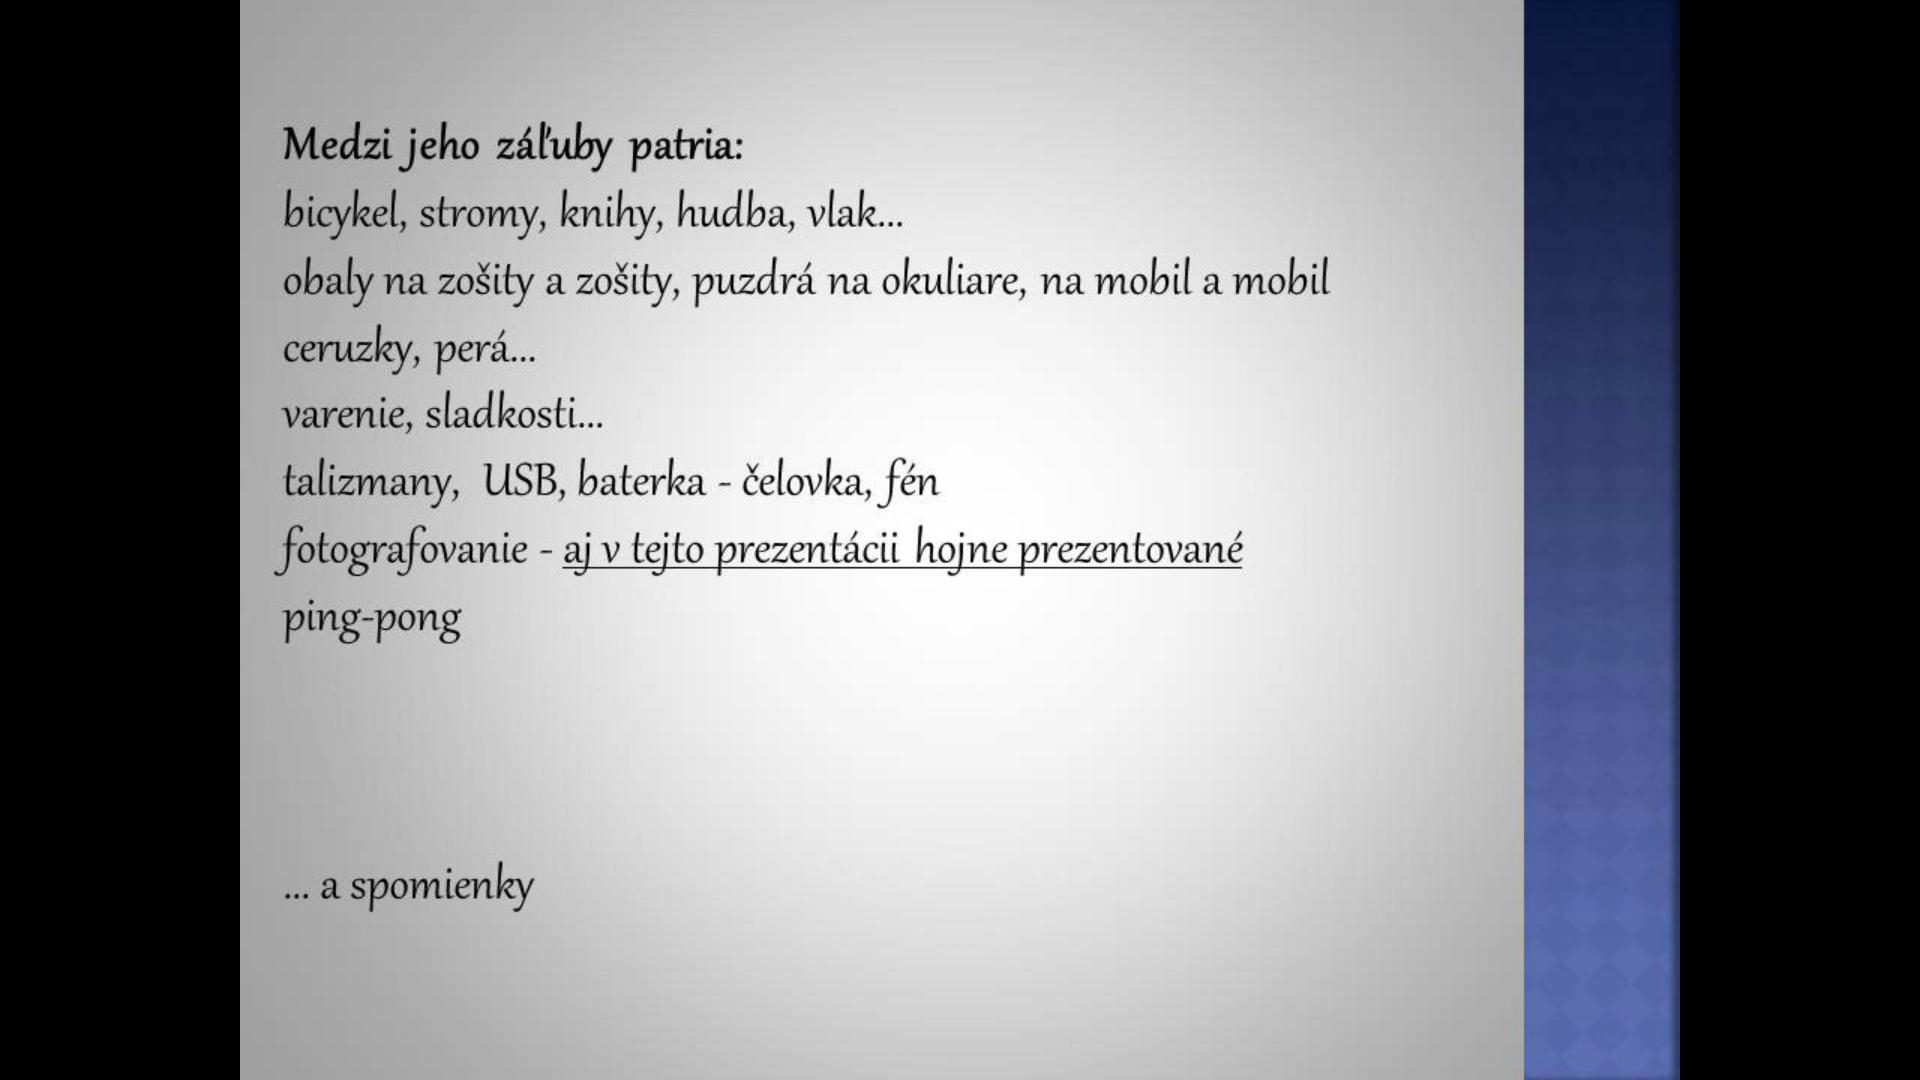 Medzi jeho záľuby patria:
bicykel, stromy, knihy, hudba, vlak...
obaly na zošity a zošity, puzdrá na okuliare, na mobil a mobil
ceruzky, perá...
varenie, sladkosti...
talizmany, USB, baterka - čelovka, fén
fotografovanie - aj v tejto prezentácii hojne prezentované
ping-pong
... a spomienky